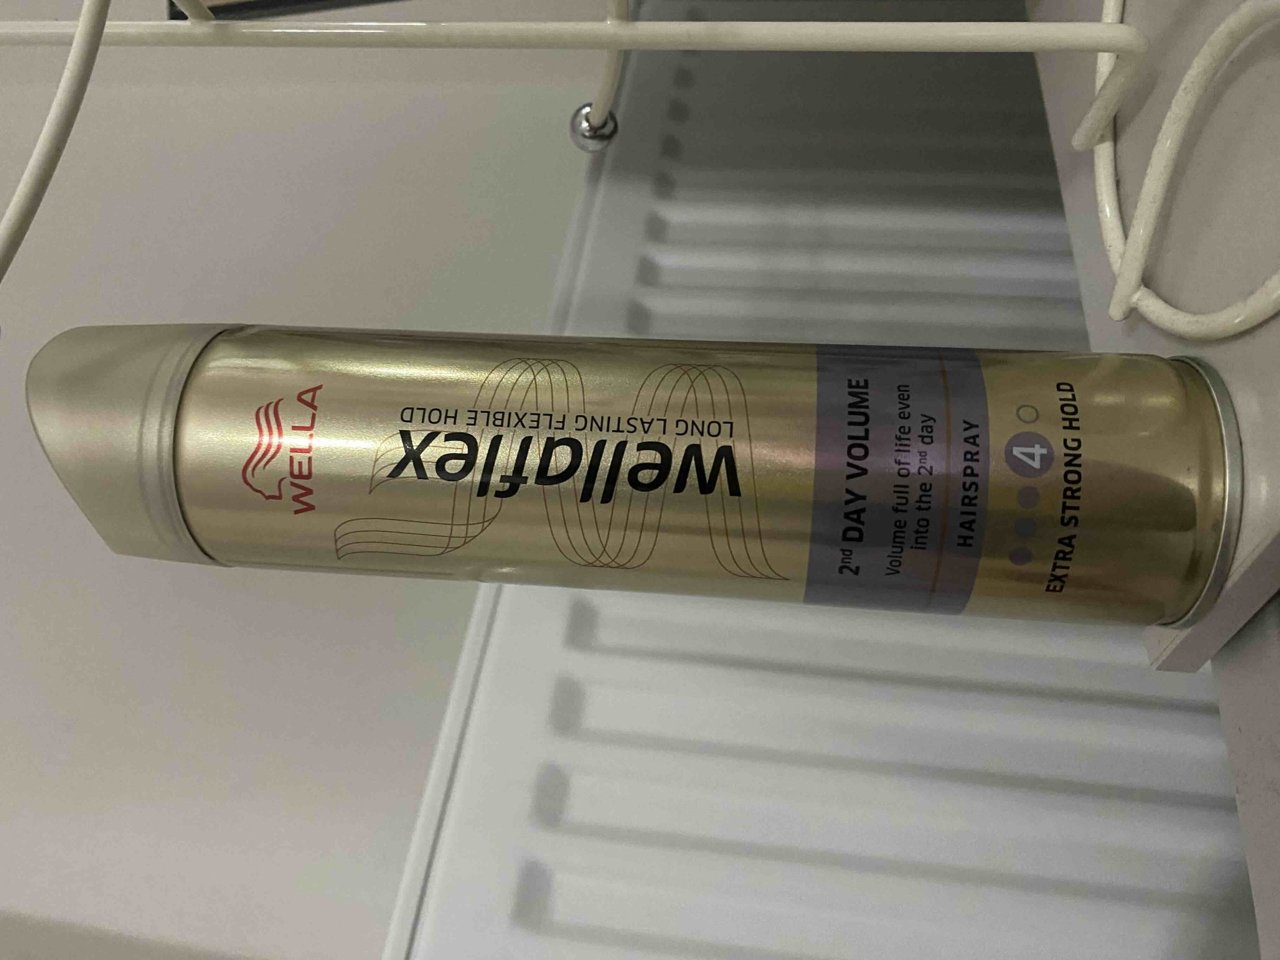 WELLA
wellaflex
LONG LASTING FLEXIBLE HOLD
2nd DAY VOLUME
Volume full of life even
into the 2nd day
HAIRSPRAY
4
EXTRA STRONG HOLD